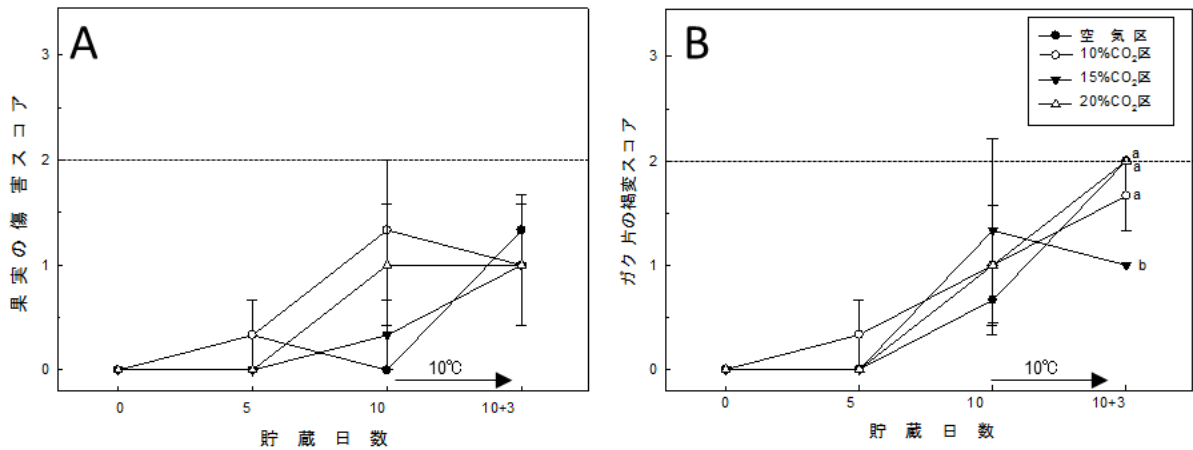 A
果実の傷害スコア
3
2
1
0
10℃
0 5 10 10+3
貯蔵日数
B
空気区
10%CO₂区
15%CO₂区
20%CO₂区
ガク片の褐変スコア
3
2
1
0
a
a
a
b
10℃
0 5 10 10+3
貯蔵日数